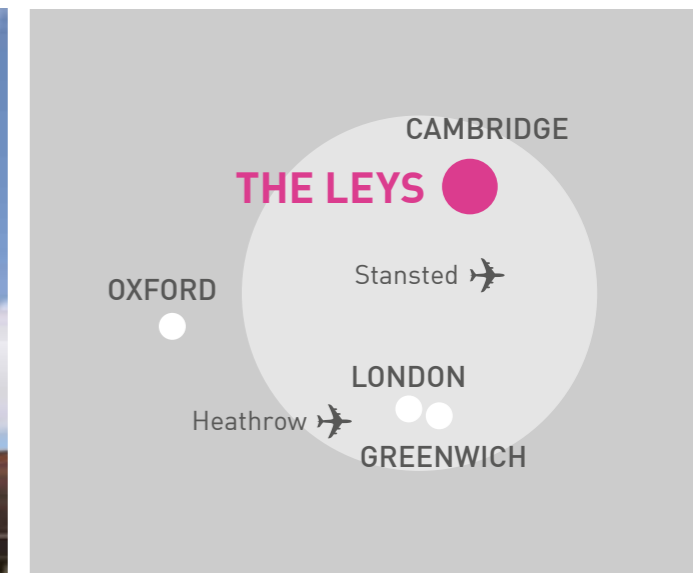 CAMBRIDGE
THE LEYS
Stansted
OXFORD
LONDON
Heathrow
GREENWICH